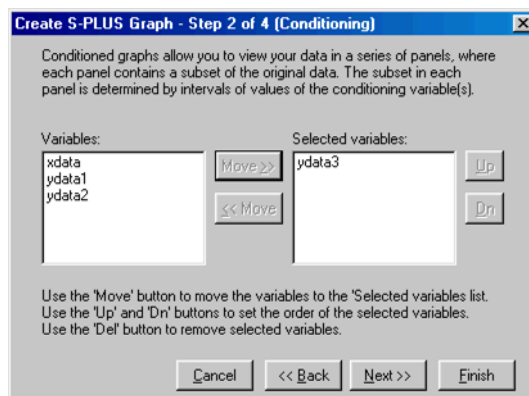 Create S-PLUS Graph - Step 2 of 4 (Conditioning)
Conditioned graphs allow you to view your data in a series of panels, where
each panel contains a subset of the original data. The subset in each
panel is determined by intervals of values of the conditioning variable(s).
Variables:
Selected variables:
xdata
ydata1
ydata2
Move >>
<< Move
ydata3
Up
Dn
Use the 'Move' button to move the variables to the 'Selected variables list.
Use the 'Up' and 'Dn' buttons to set the order of the selected variables.
Use the 'Del' button to remove selected variables.
Cancel
<< Back
Next >>
Finish